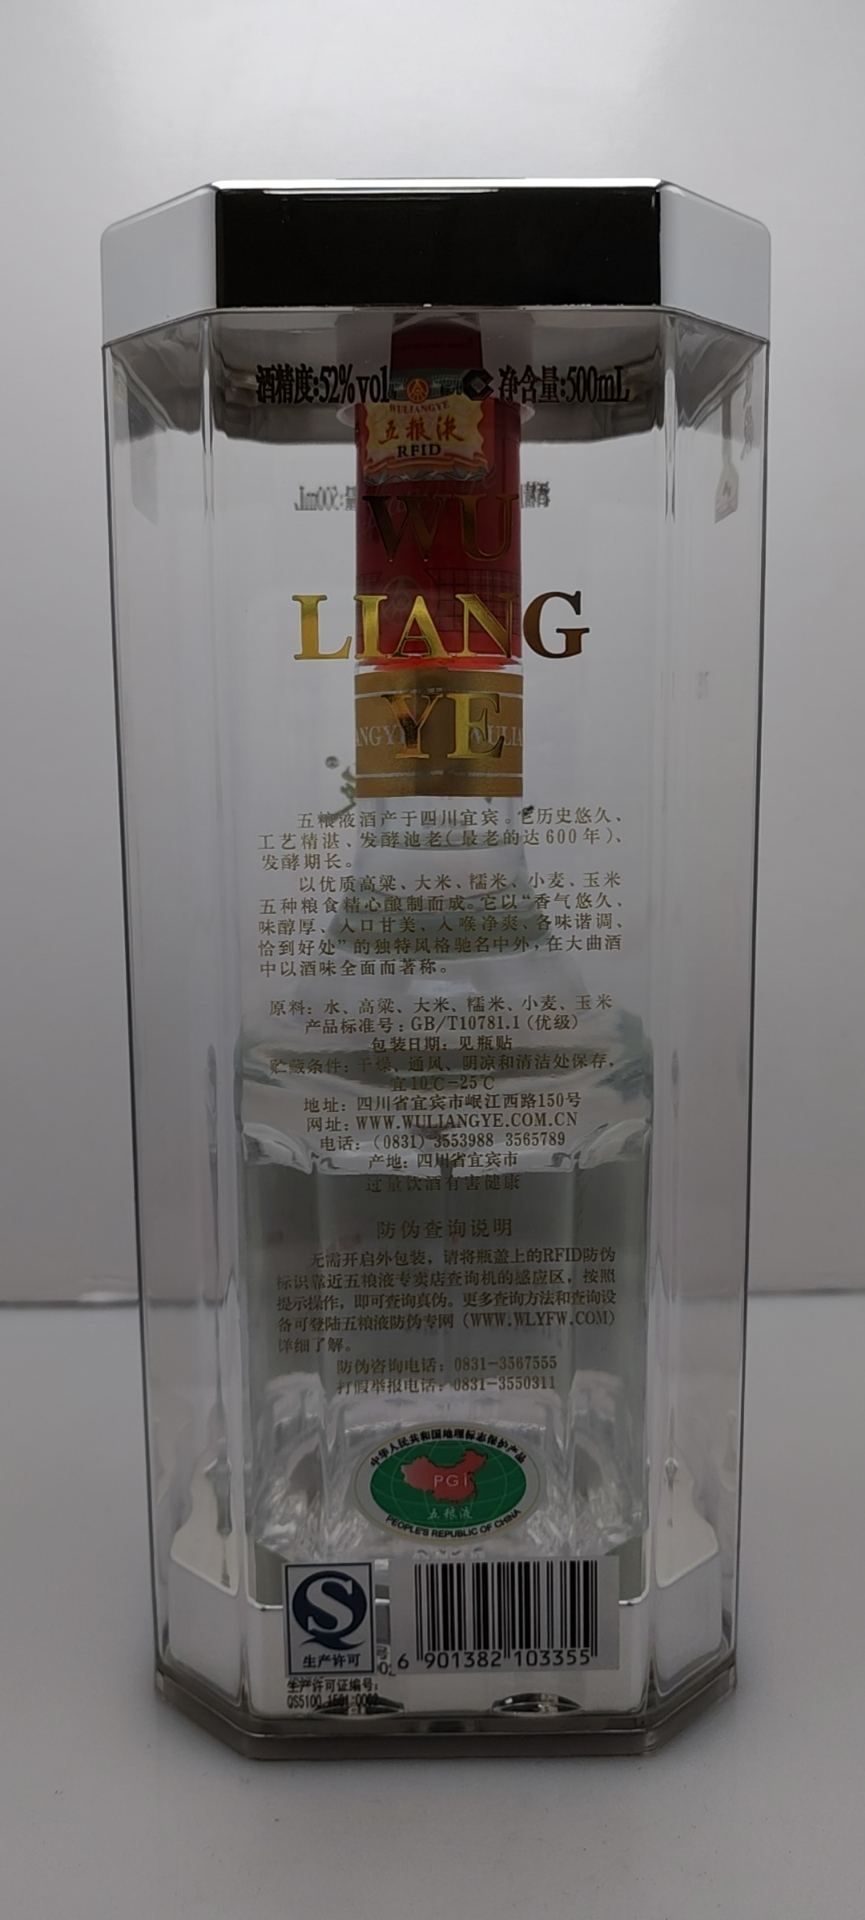 酒精度:52%vol
净含量:500mL
WULIANGYE
五粮液
RFID
WU
LIANG
YE
五粮液酒产于四川宜宾。它历史悠久、
工艺精湛、发酵池老(最老的达600年)、
发酵期长。
以优质高粱、大米、糯米、小麦、玉米
五种粮食精心酿制而成。它以“香气悠久、
味醇厚、入口甘美、入喉净爽、各味谐调、
恰到好处”的独特风格驰名中外,在大曲酒
中以酒味全面而著称。
原料：水、高粱、大米、糯米、小麦、玉米
产品标准号：GB/T10781.1(优级)
包装日期：见瓶贴
贮藏条件：干燥、通风、阴凉和清洁处保存，
宜10℃-25℃
地址：四川省宜宾市岷江西路150号
网址：WWW.WULIANGYE.COM.CN
电话：(0831) 3553988 3565789
产地：四川省宜宾市
过量饮酒有害健康
防伪查询说明
无需开启外包装，请将瓶盖上的RFID防伪
标识靠近五粮液专卖店查询机的感应区，按照
提示操作，即可查询真伪。更多查询方法和查询设
备可登陆五粮液防伪专网(WWW.WLYFW.COM)
详细了解。
防伪咨询电话：0831-3567555
打假举报电话：0831-3550311
中华人民共和国地理标志保护产品
PGI
五粮液
PEOPLE'S REPUBLIC OF CHINA
生产许可
6 901382 103355
生产许可证编号：